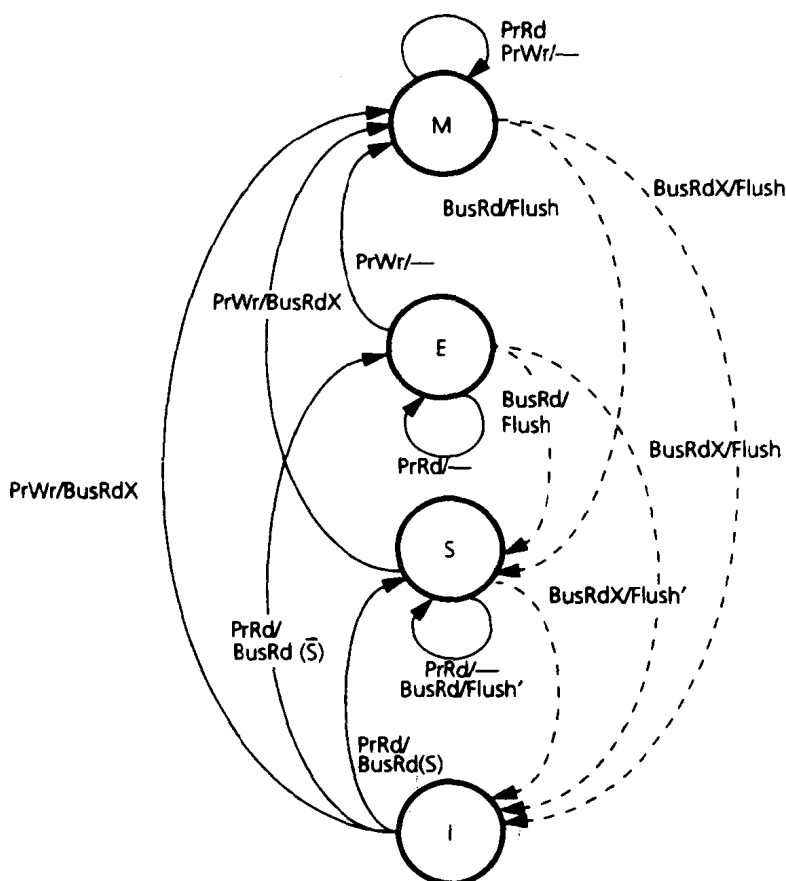 PrRd
PrWr/—
M
BusRdX/Flush
BusRd/Flush
PrWr/—
PrWr/BusRdX
E
BusRd/
Flush
BusRdX/Flush
PrRd/—
PrWr/BusRdX
S
BusRdX/Flush′
PrRd/
BusRd (S̄)
PrRd/—
BusRd/Flush′
PrRd/
BusRd(S)
I